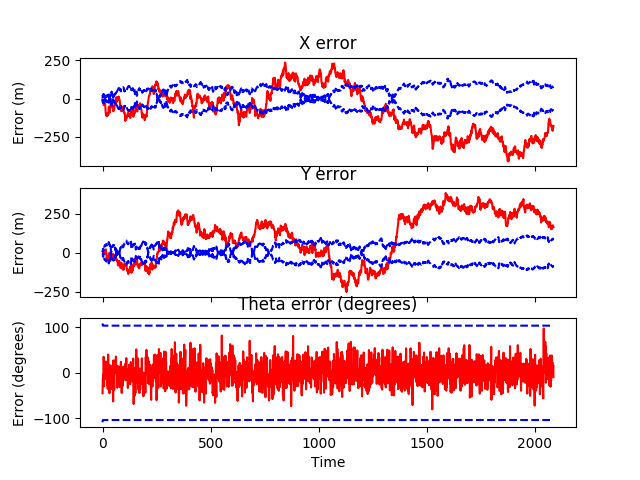 X error
Error (m)
250
0
−250
Y error
Error (m)
250
0
−250
Theta error (degrees)
Error (degrees)
100
0
−100
0 500 1000 1500 2000
Time